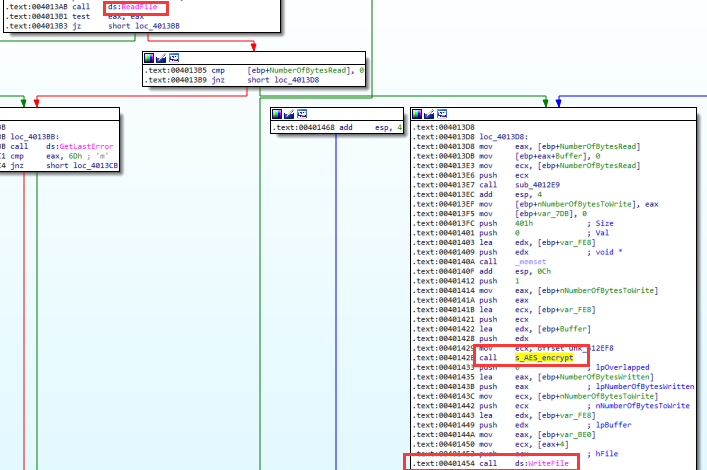 .text:004013AB call ds:ReadFile
.text:004013B1 test eax, eax
.text:004013B3 jz short loc_4013BB
.text:004013B5 cmp [ebp+NumberOfBytesRead], 0
.text:004013B9 jnz short loc_4013D8
BB
BB loc_4013BB:
BB call ds:GetLastError
C1 cmp eax, 6Dh ; 'm'
C4 jnz short loc_4013CB
.text:00401468 add esp, 4
.text:004013D8
.text:004013D8 loc_4013D8:
.text:004013D8 mov eax, [ebp+NumberOfBytesRead]
.text:004013DB mov [ebp+eax+Buffer], 0
.text:004013E3 mov ecx, [ebp+NumberOfBytesRead]
.text:004013E6 push ecx
.text:004013E7 call sub_4012E9
.text:004013EC add esp, 4
.text:004013EF mov [ebp+nNumberOfBytesToWrite], eax
.text:004013F5 mov [ebp+var_7DB], 0
.text:004013FC push 401h ; Size
.text:00401401 push 0 ; Val
.text:00401403 lea edx, [ebp+var_FE8]
.text:00401409 push edx ; void *
.text:0040140A call _memset
.text:0040140F add esp, 0Ch
.text:00401412 push 1
.text:00401414 mov eax, [ebp+nNumberOfBytesToWrite]
.text:0040141A push eax
.text:0040141B lea ecx, [ebp+var_FE8]
.text:00401421 push ecx
.text:00401422 lea edx, [ebp+Buffer]
.text:00401428 push edx
.text:00401429 mov ecx, offset unk_412EF8
.text:0040142E call s_AES_encrypt
.text:00401433 push 0 ; lpOverlapped
.text:00401435 lea eax, [ebp+NumberOfBytesWritten]
.text:0040143B push eax ; lpNumberOfBytesWritten
.text:0040143C mov ecx, [ebp+nNumberOfBytesToWrite]
.text:00401442 push ecx ; nNumberOfBytesToWrite
.text:00401443 lea edx, [ebp+var_FE8]
.text:00401449 push edx ; lpBuffer
.text:0040144A mov eax, [ebp+var_BE0]
.text:00401450 mov ecx, [eax+4]
.text:00401453 push ecx ; hFile
.text:00401454 call ds:WriteFile